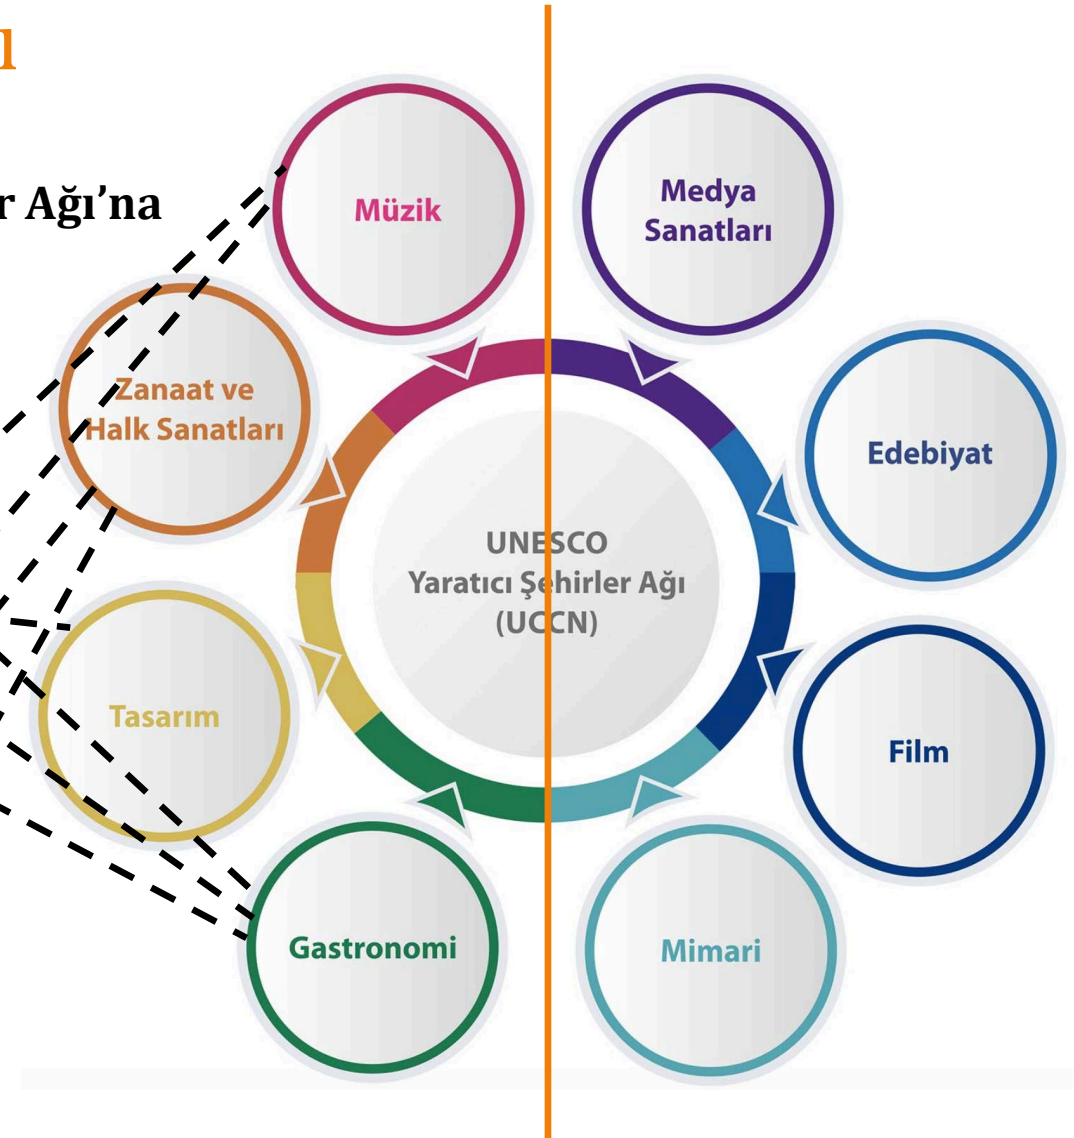 ı
r Ağı’na
Müzik
Medya
Sanatları
Zanaat ve
Halk Sanatları
Edebiyat
UNESCO
Yaratıcı Şehirler Ağı
(UCCN)
Tasarım
Film
Gastronomi
Mimari